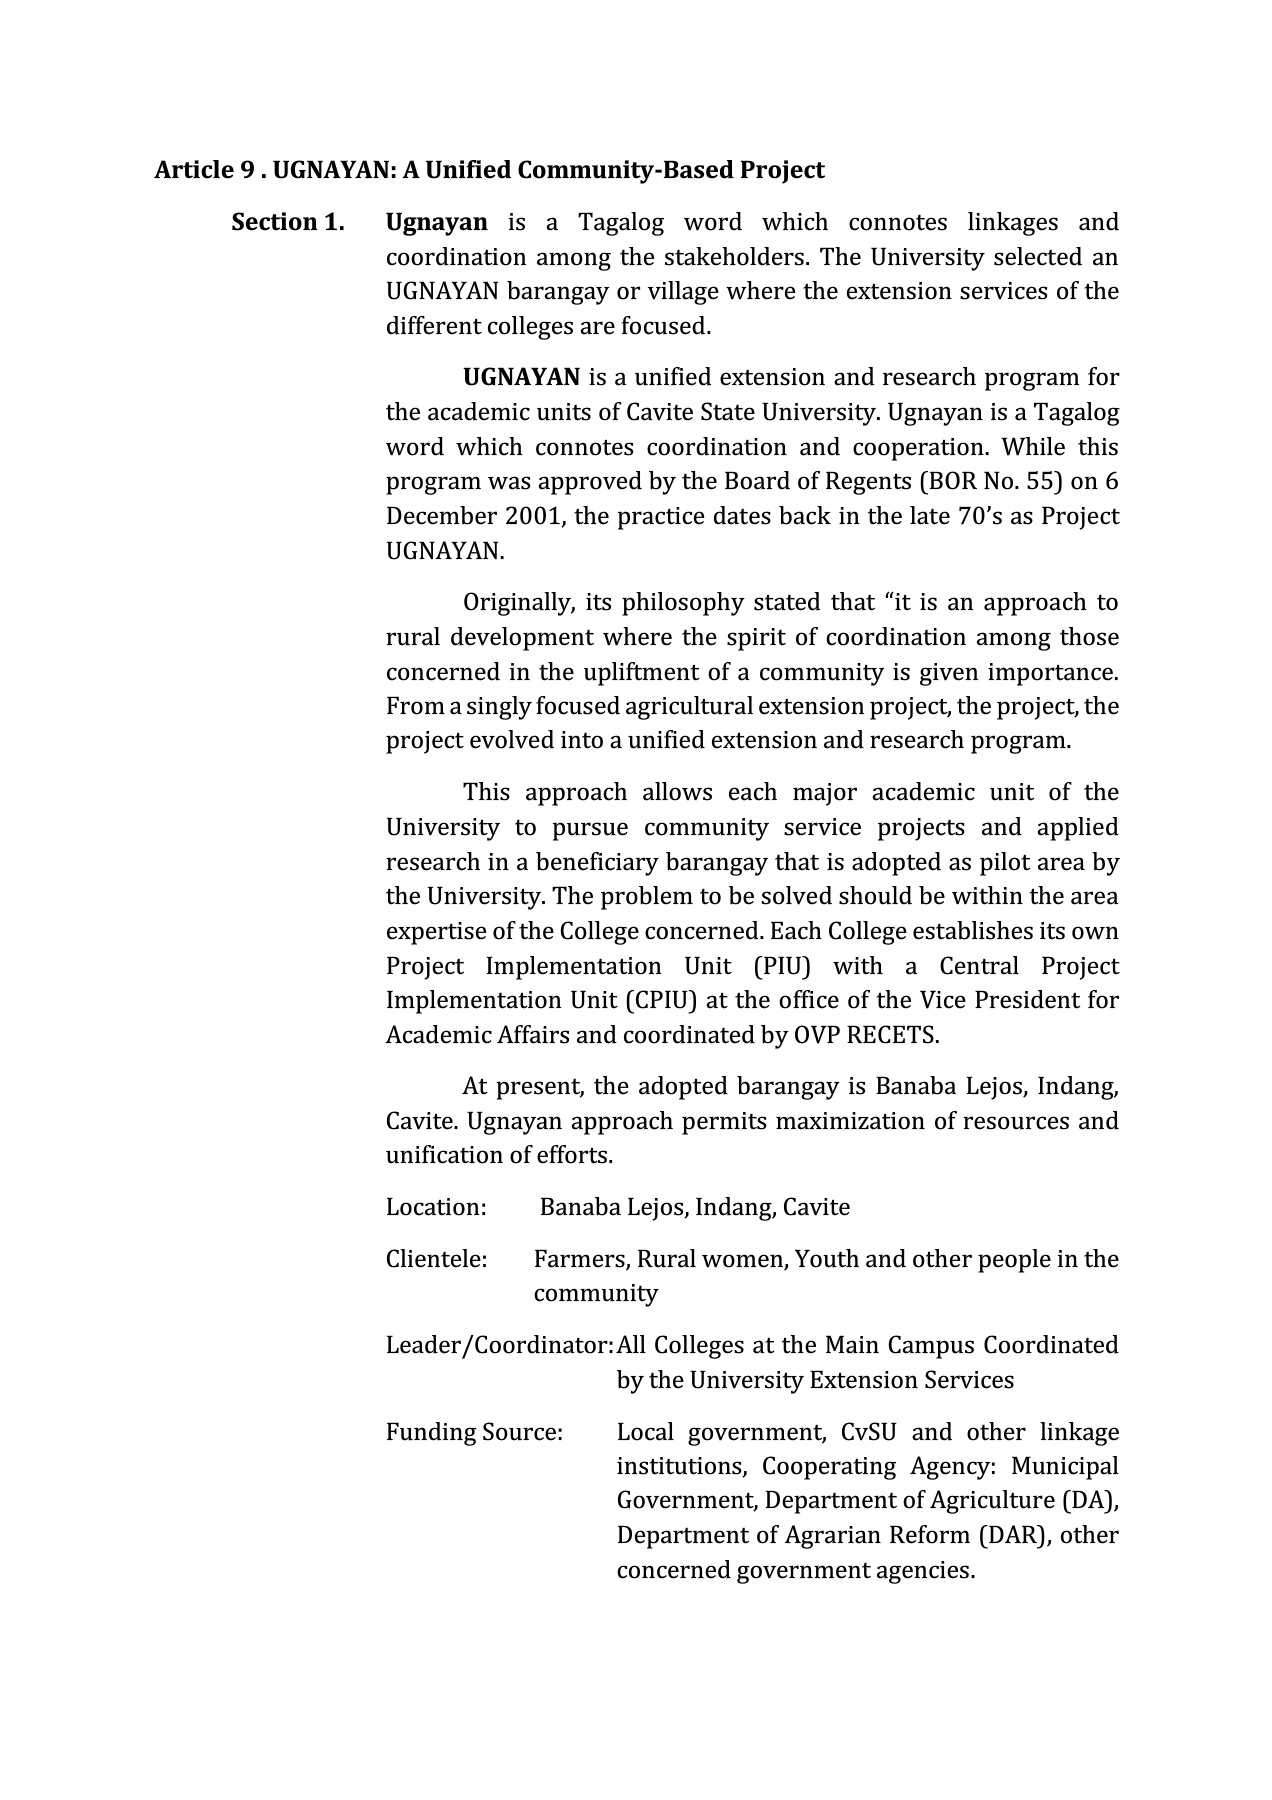 Article 9 . UGNAYAN: A Unified Community-Based Project
Section 1. Ugnayan is a Tagalog word which connotes linkages and
coordination among the stakeholders. The University selected an
UGNAYAN barangay or village where the extension services of the
different colleges are focused.
UGNAYAN is a unified extension and research program for
the academic units of Cavite State University. Ugnayan is a Tagalog
word which connotes coordination and cooperation. While this
program was approved by the Board of Regents (BOR No. 55) on 6
December 2001, the practice dates back in the late 70’s as Project
UGNAYAN.
Originally, its philosophy stated that “it is an approach to
rural development where the spirit of coordination among those
concerned in the upliftment of a community is given importance.
From a singly focused agricultural extension project, the project, the
project evolved into a unified extension and research program.
This approach allows each major academic unit of the
University to pursue community service projects and applied
research in a beneficiary barangay that is adopted as pilot area by
the University. The problem to be solved should be within the area
expertise of the College concerned. Each College establishes its own
Project Implementation Unit (PIU) with a Central Project
Implementation Unit (CPIU) at the office of the Vice President for
Academic Affairs and coordinated by OVP RECETS.
At present, the adopted barangay is Banaba Lejos, Indang,
Cavite. Ugnayan approach permits maximization of resources and
unification of efforts.
Location: Banaba Lejos, Indang, Cavite
Clientele: Farmers, Rural women, Youth and other people in the
community
Leader/Coordinator: All Colleges at the Main Campus Coordinated
by the University Extension Services
Funding Source: Local government, CvSU and other linkage
institutions, Cooperating Agency: Municipal
Government, Department of Agriculture (DA),
Department of Agrarian Reform (DAR), other
concerned government agencies.